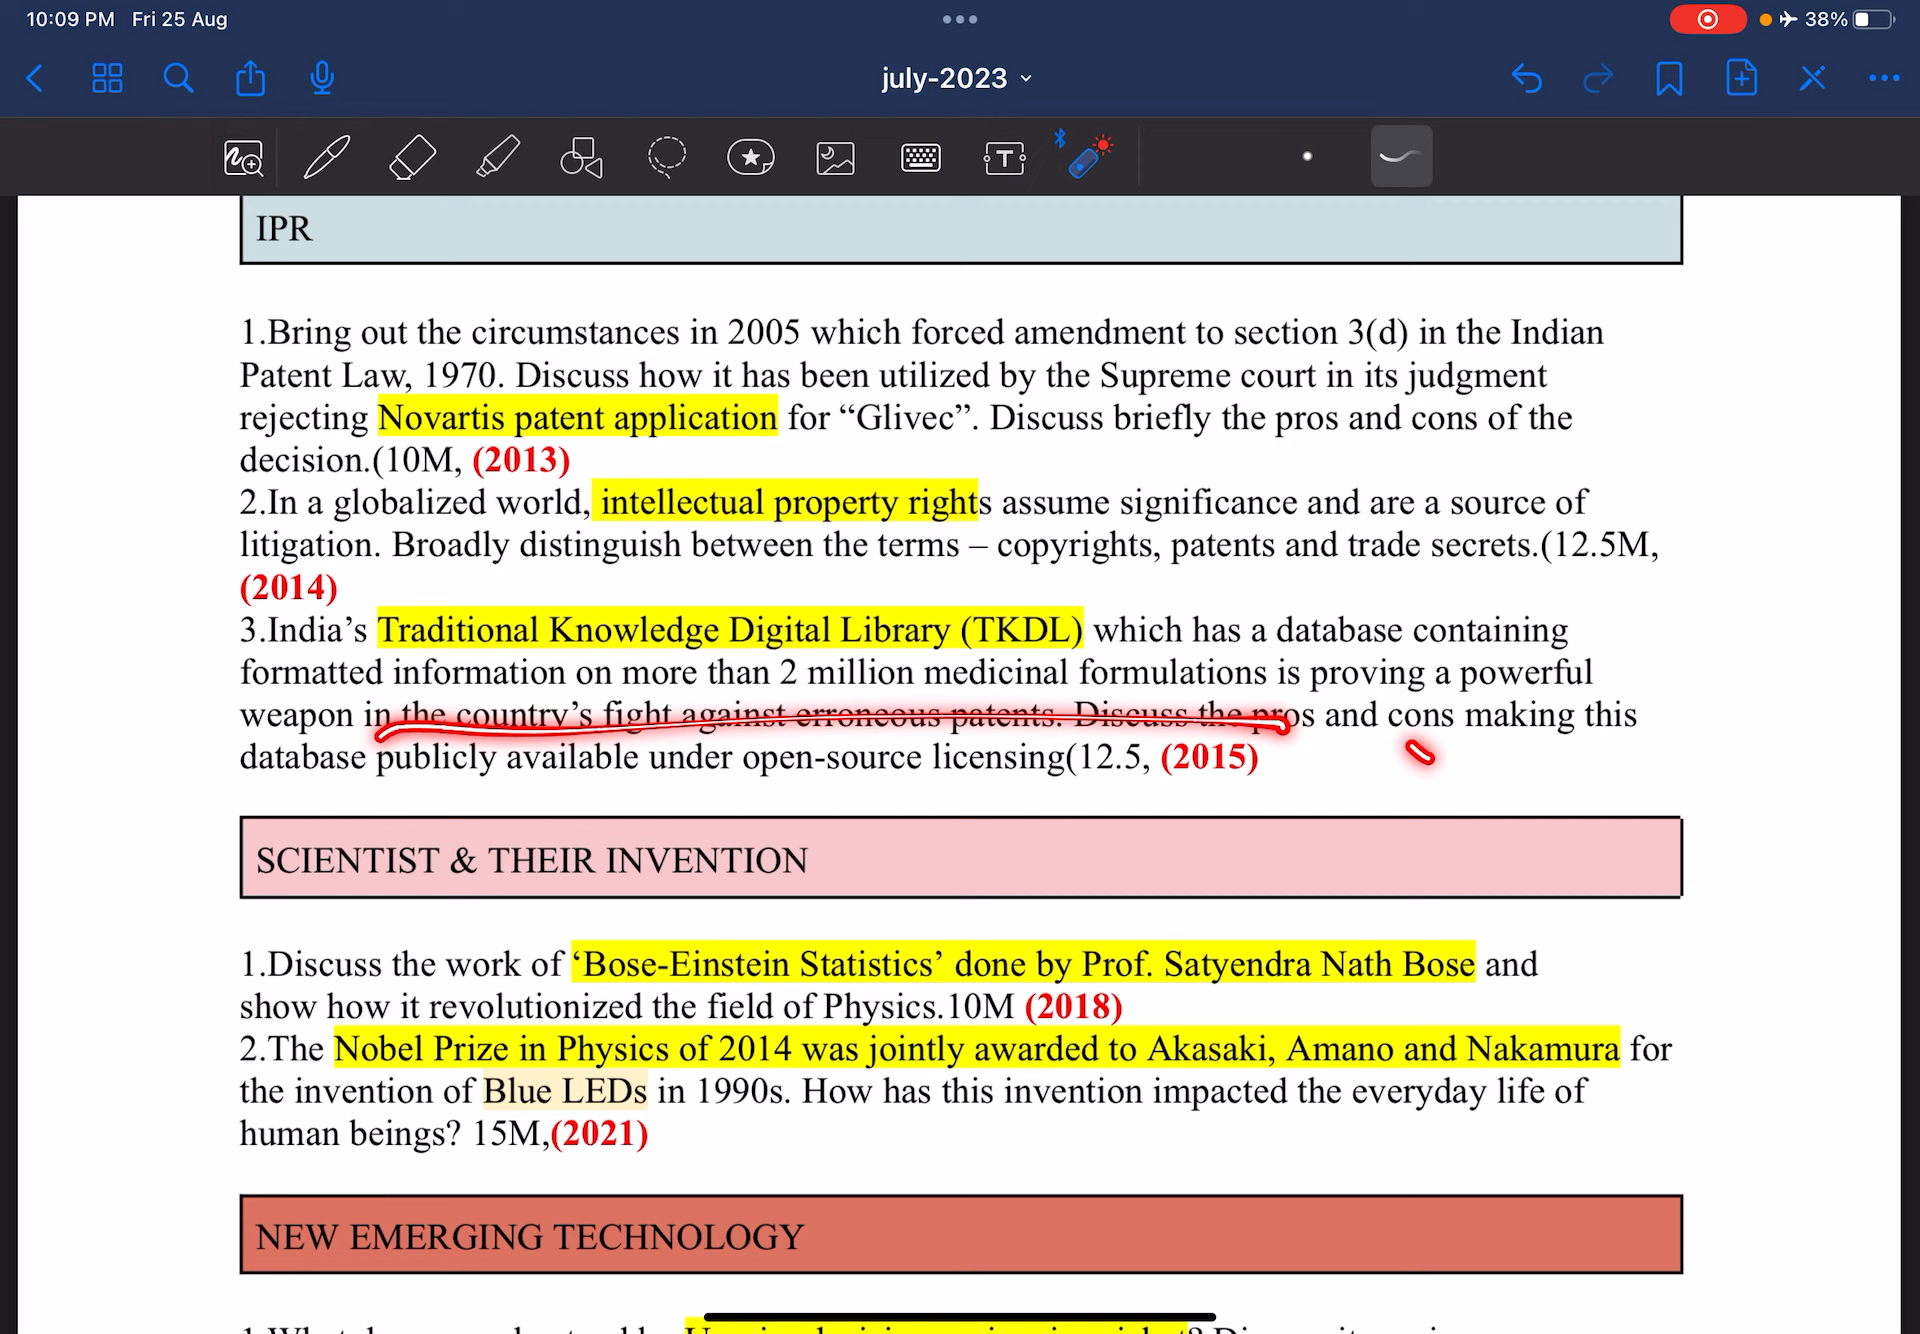 10:09 PM Fri 25 Aug
38%
july-2023
T
IPR
1.Bring out the circumstances in 2005 which forced amendment to section 3(d) in the Indian
Patent Law, 1970. Discuss how it has been utilized by the Supreme court in its judgment
rejecting Novartis patent application for “Glivec”. Discuss briefly the pros and cons of the
decision.(10M, (2013)
2.In a globalized world, intellectual property rights assume significance and are a source of
litigation. Broadly distinguish between the terms – copyrights, patents and trade secrets.(12.5M,
(2014)
3.India’s Traditional Knowledge Digital Library (TKDL) which has a database containing
formatted information on more than 2 million medicinal formulations is proving a powerful
weapon in the country’s fight against erroneous patents. Discuss the pros and cons making this
database publicly available under open-source licensing(12.5, (2015)
SCIENTIST & THEIR INVENTION
1.Discuss the work of ‘Bose-Einstein Statistics’ done by Prof. Satyendra Nath Bose and
show how it revolutionized the field of Physics.10M (2018)
2.The Nobel Prize in Physics of 2014 was jointly awarded to Akasaki, Amano and Nakamura for
the invention of Blue LEDs in 1990s. How has this invention impacted the everyday life of
human beings? 15M,(2021)
NEW EMERGING TECHNOLOGY